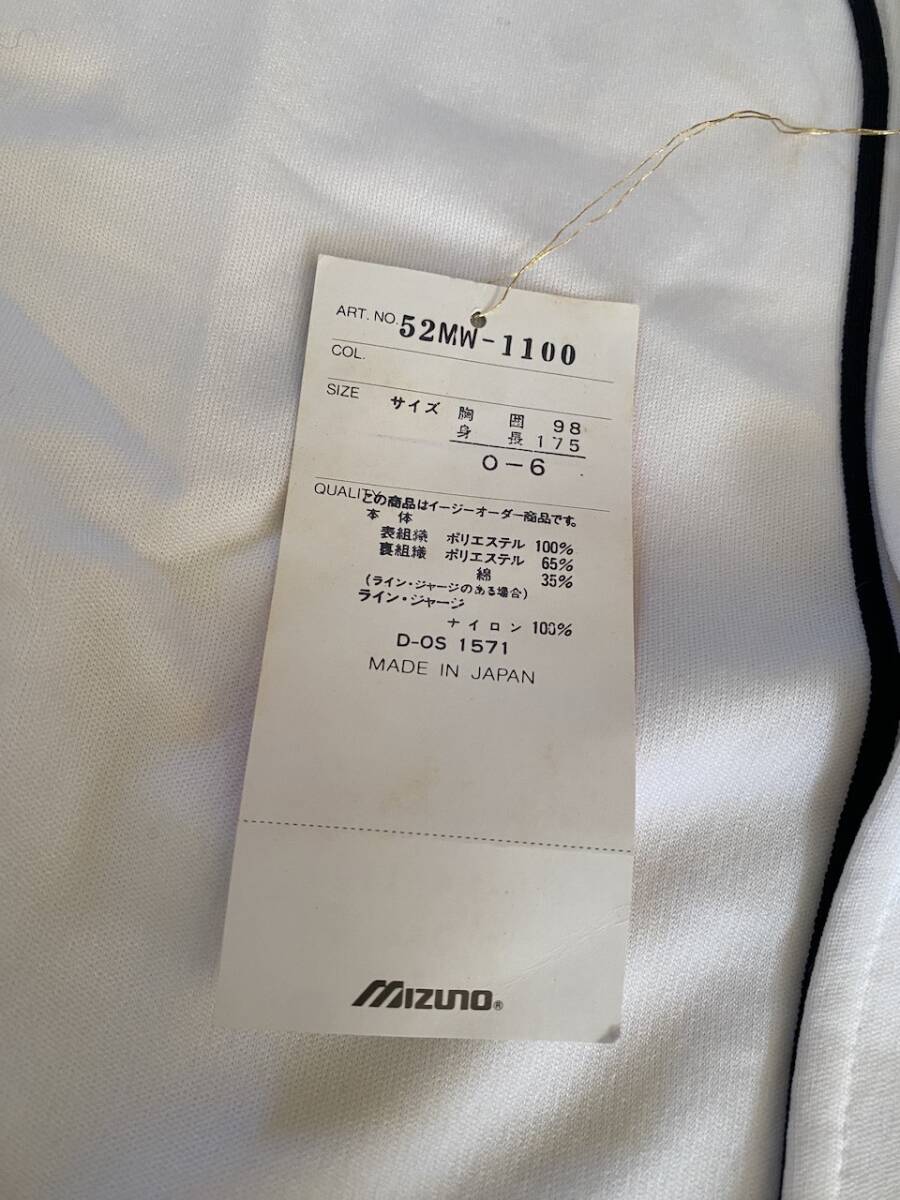 ART. NO. 52MW-1100
COL.
SIZE サイズ 胸囲 98
身長 175
O-6
QUALITY この商品はイージーオーダー商品です。
本体
表組織 ポリエステル 100%
裏組織 ポリエステル 65%
綿 35%
(ライン・ジャージのある場合)
ライン・ジャージ
ナイロン 100%
D-OS 1571
MADE IN JAPAN
MIZUNO®